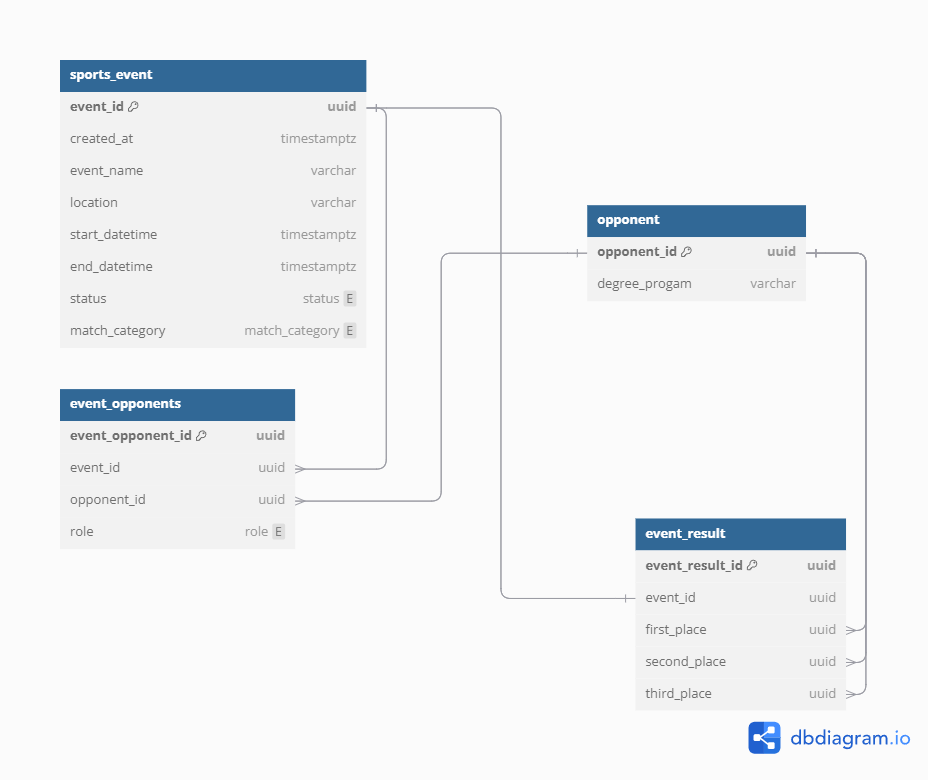 sports_event
event_id uuid
created_at timestamptz
event_name varchar
location varchar
start_datetime timestamptz
end_datetime timestamptz
status status E
match_category match_category E
opponent
opponent_id uuid
degree_progam varchar
event_opponents
event_opponent_id uuid
event_id uuid
opponent_id uuid
role role E
event_result
event_result_id uuid
event_id uuid
first_place uuid
second_place uuid
third_place uuid
dbdiagram.io